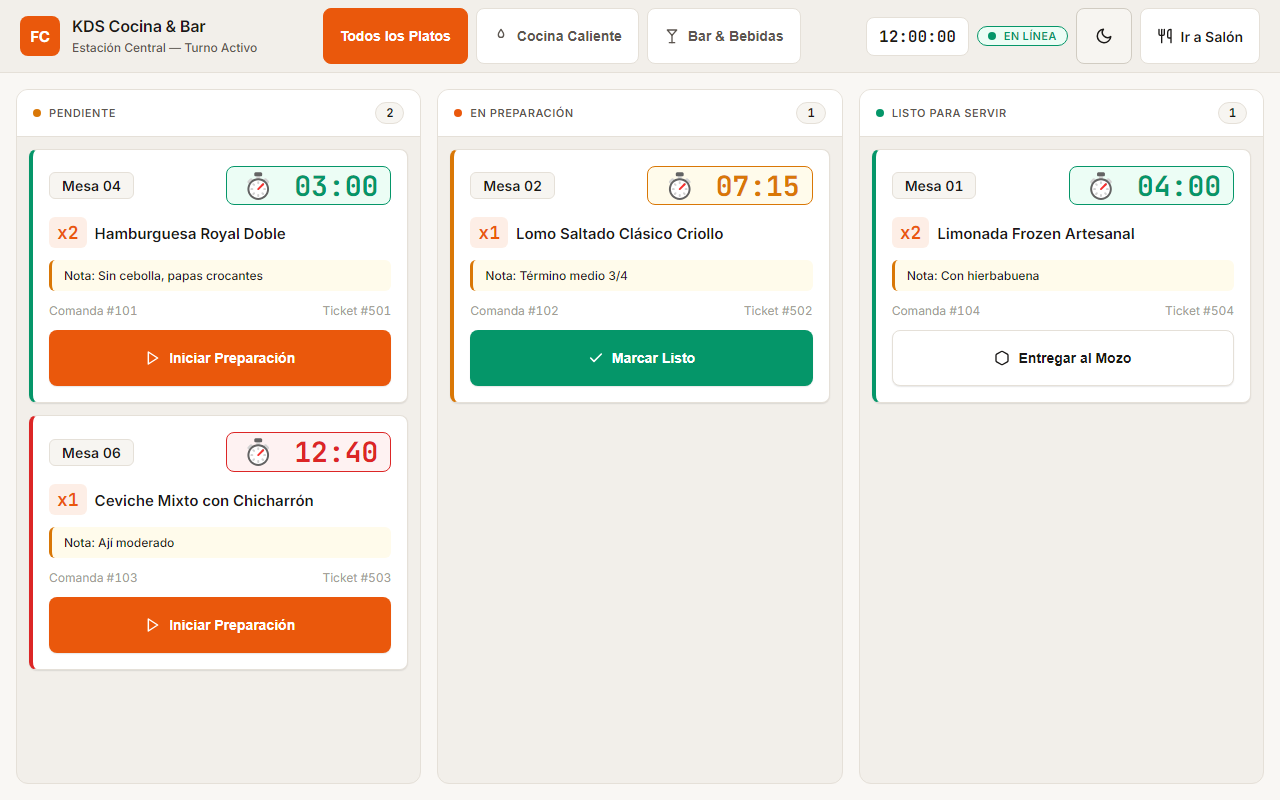 FC
KDS Cocina & Bar
Estación Central — Turno Activo
Todos los Platos
Cocina Caliente
Bar & Bebidas
12:00:00
EN LÍNEA
Ir a Salón
PENDIENTE
2
Mesa 04
03:00
x2 Hamburguesa Royal Doble
Nota: Sin cebolla, papas crocantes
Comanda #101
Ticket #501
Iniciar Preparación
Mesa 06
12:40
x1 Ceviche Mixto con Chicharrón
Nota: Ají moderado
Comanda #103
Ticket #503
Iniciar Preparación
EN PREPARACIÓN
1
Mesa 02
07:15
x1 Lomo Saltado Clásico Criollo
Nota: Término medio 3/4
Comanda #102
Ticket #502
Marcar Listo
LISTO PARA SERVIR
1
Mesa 01
04:00
x2 Limonada Frozen Artesanal
Nota: Con hierbabuena
Comanda #104
Ticket #504
Entregar al Mozo